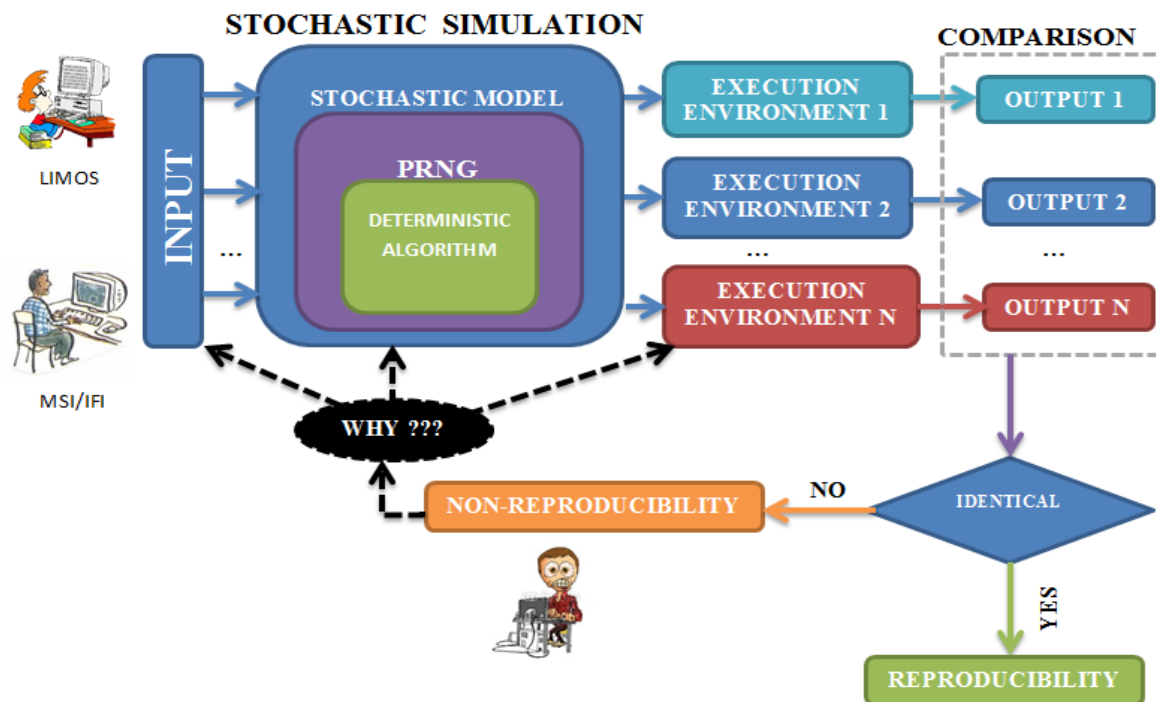 STOCHASTIC SIMULATION
COMPARISON
LIMOS
MSI/IFI
INPUT
...
STOCHASTIC MODEL
PRNG
DETERMINISTIC
ALGORITHM
EXECUTION
ENVIRONMENT 1
EXECUTION
ENVIRONMENT 2
...
EXECUTION
ENVIRONMENT N
OUTPUT 1
OUTPUT 2
...
OUTPUT N
WHY ???
NON-REPRODUCIBILITY
NO
IDENTICAL
YES
REPRODUCIBILITY